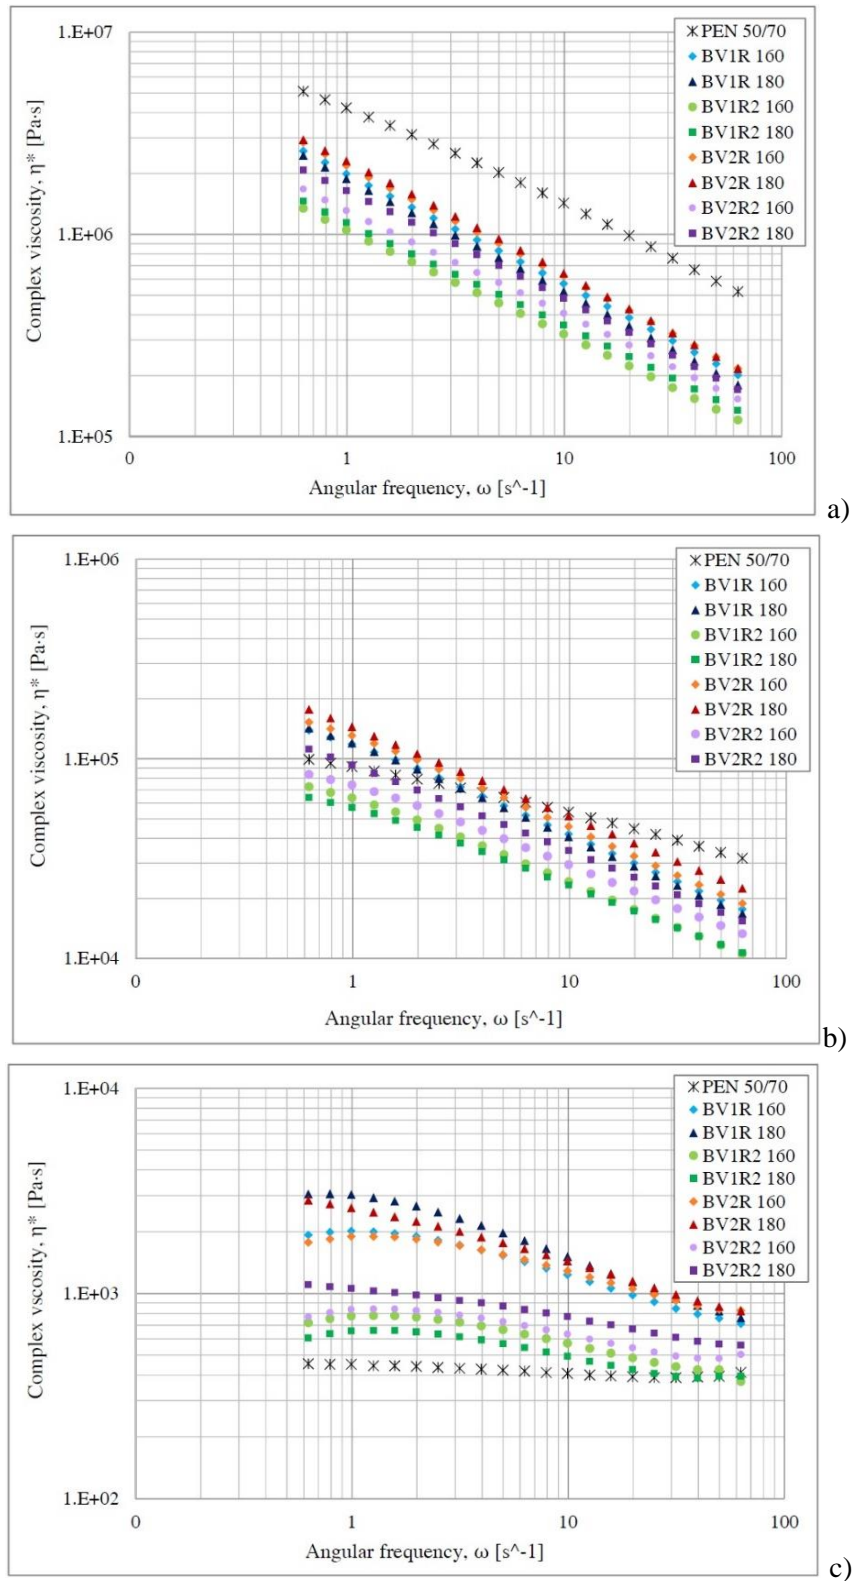 1.E+07
1.E+06
1.E+05
Complex viscosity, η* [Pa·s]
PEN 50/70
BV1R 160
BV1R 180
BV1R2 160
BV1R2 180
BV2R 160
BV2R 180
BV2R2 160
BV2R2 180
0 1 10 100
Angular frequency, ω [s^-1]
a)
1.E+06
1.E+05
1.E+04
Complex viscosity, η* [Pa·s]
PEN 50/70
BV1R 160
BV1R 180
BV1R2 160
BV1R2 180
BV2R 160
BV2R 180
BV2R2 160
BV2R2 180
0 1 10 100
Angular frequency, ω [s^-1]
b)
1.E+04
1.E+03
1.E+02
Complex vscosity, η* [Pa·s]
PEN 50/70
BV1R 160
BV1R 180
BV1R2 160
BV1R2 180
BV2R 160
BV2R 180
BV2R2 160
BV2R2 180
0 1 10 100
Angular frequency, ω [s^-1]
c)